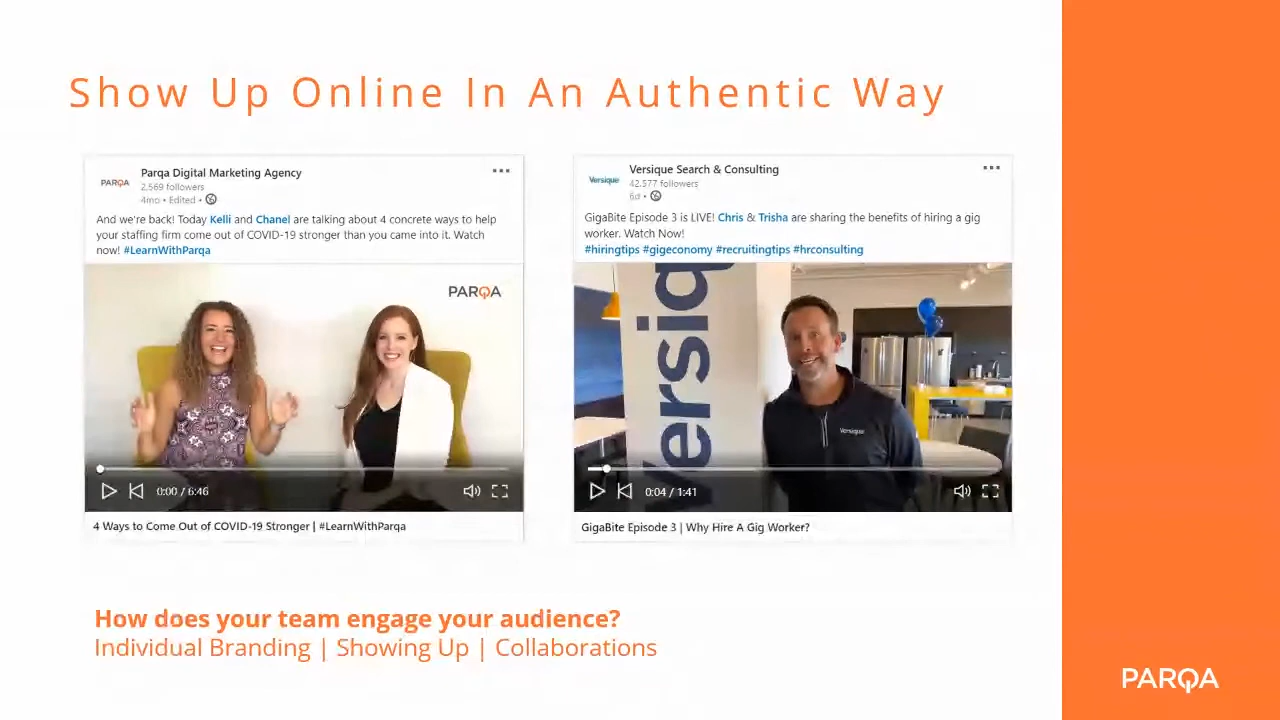 Show Up Online In An Authentic Way
PARQA
Parqa Digital Marketing Agency
2,569 followers
4mo • Edited •
And we're back! Today Kelli and Chanel are talking about 4 concrete ways to help
your staffing firm come out of COVID-19 stronger than you came into it. Watch
now! #LearnWithParqa
PARQA
0:00 / 6:46
4 Ways to Come Out of COVID-19 Stronger | #LearnWithParqa
Versique
Versique Search & Consulting
42,577 followers
6d •
GigaBite Episode 3 is LIVE! Chris & Trisha are sharing the benefits of hiring a gig
worker. Watch Now!
#hiringtips #gigeconomy #recruitingtips #hrconsulting
Versiq
Versique
Versique
0:04 / 1:41
GigaBite Episode 3 | Why Hire A Gig Worker?
How does your team engage your audience?
Individual Branding | Showing Up | Collaborations
PARQA